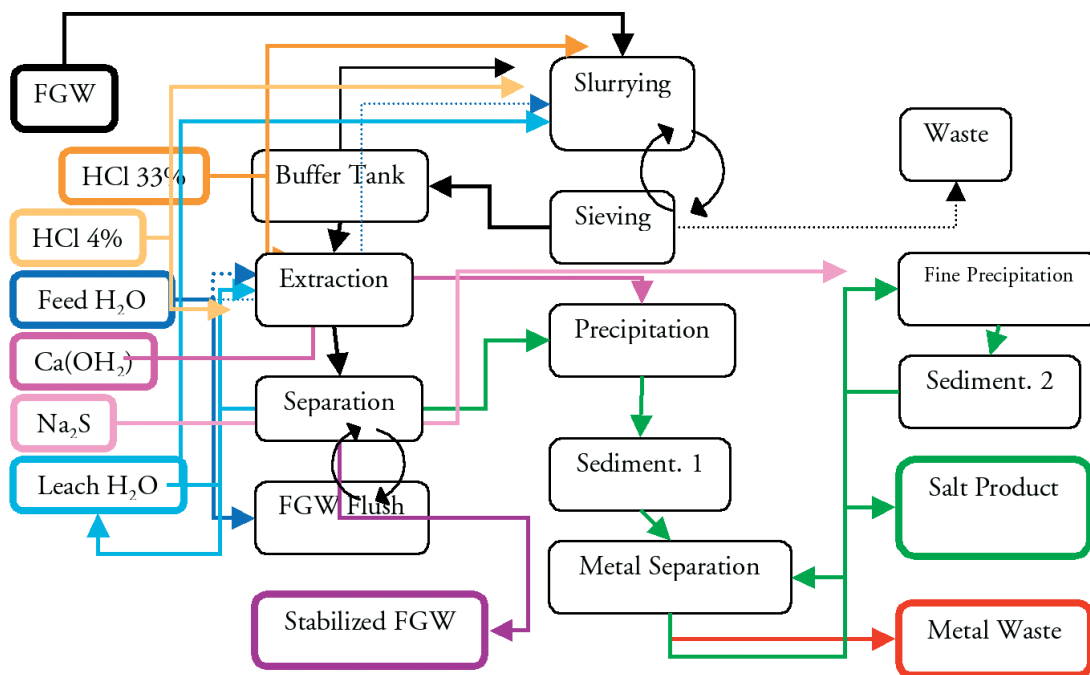 FGW
Slurrying
Waste
HCl 33%
Buffer Tank
Sieving
HCl 4%
Extraction
Fine Precipitation
Feed H₂O
Precipitation
Ca(OH₂)
Separation
Sediment. 2
Na₂S
Sediment. 1
Leach H₂O
FGW Flush
Salt Product
Metal Separation
Stabilized FGW
Metal Waste